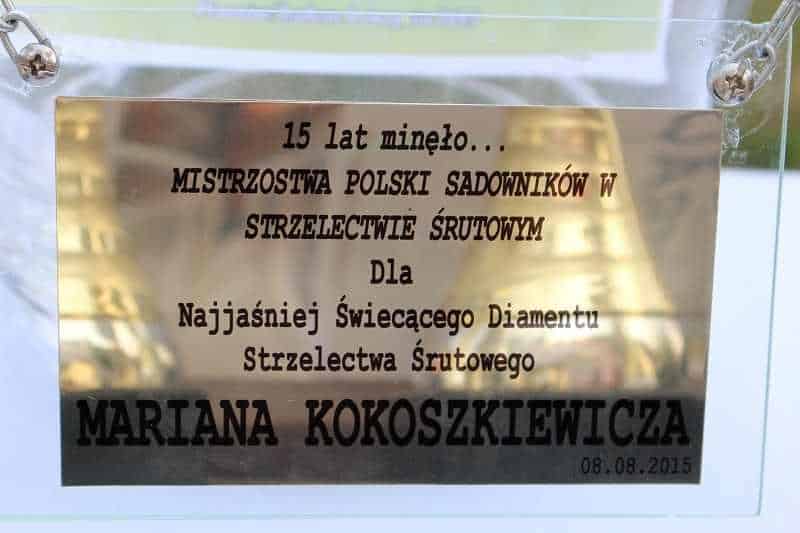 15 lat minęło...
MISTRZOSTWA POLSKI SADOWNIKÓW W
STRZELECTWIE ŚRUTOWYM
Dla
Najjaśniej Świecącego Diamentu
Strzelectwa Śrutowego
MARIANA KOKOSZKIEWICZA
08.08.2015